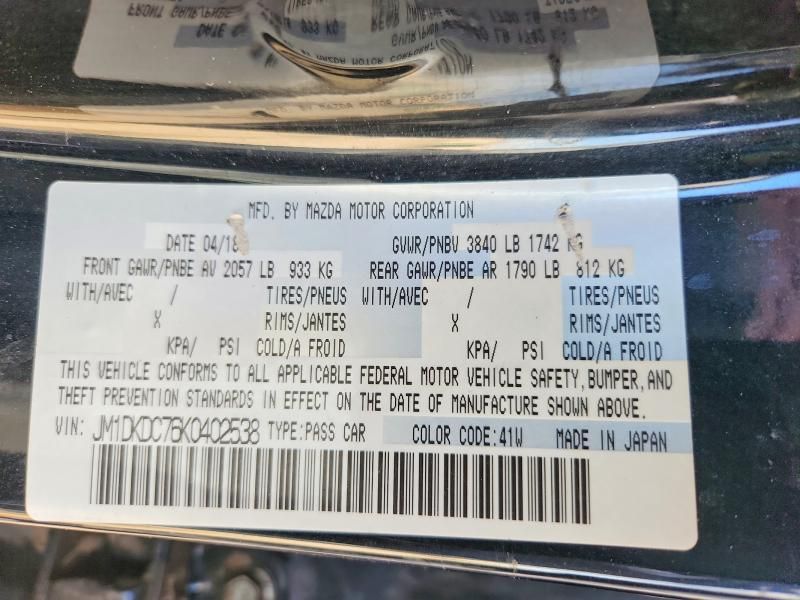 MFD. BY MAZDA MOTOR CORPORATION
DATE 04/18 GVWR/PNBV 3840 LB 1742 KG
FRONT GAWR/PNBE AV 2057 LB 933 KG REAR GAWR/PNBE AR 1790 LB 812 KG
WITH/AVEC / TIRES/PNEUS WITH/AVEC / TIRES/PNEUS
X RIMS/JANTES X RIMS/JANTES
KPA/ PSI COLD/A FROID KPA/ PSI COLD/A FROID
THIS VEHICLE CONFORMS TO ALL APPLICABLE FEDERAL MOTOR VEHICLE SAFETY, BUMPER, AND
THEFT PREVENTION STANDARDS IN EFFECT ON THE DATE OF MANUFACTURE SHOWN ABOVE.
VIN: JM1DKDC76K0402538 TYPE:PASS CAR COLOR CODE:41W MADE IN JAPAN